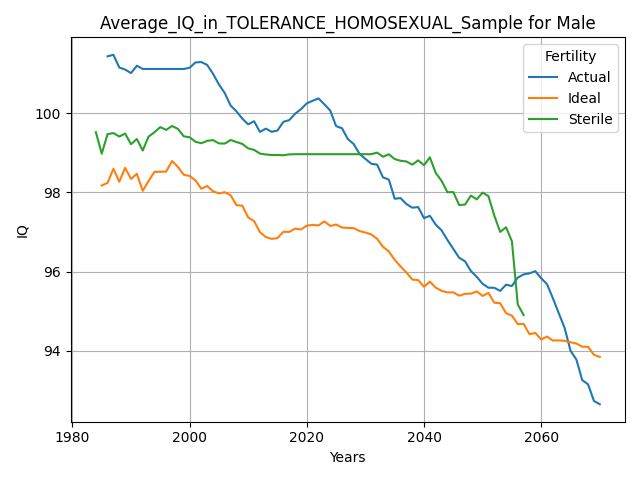 Average_IQ_in_TOLERANCE_HOMOSEXUAL_Sample for Male
Fertility
Actual
Ideal
Sterile
IQ
100
98
96
94
1980
2000
2020
2040
2060
Years